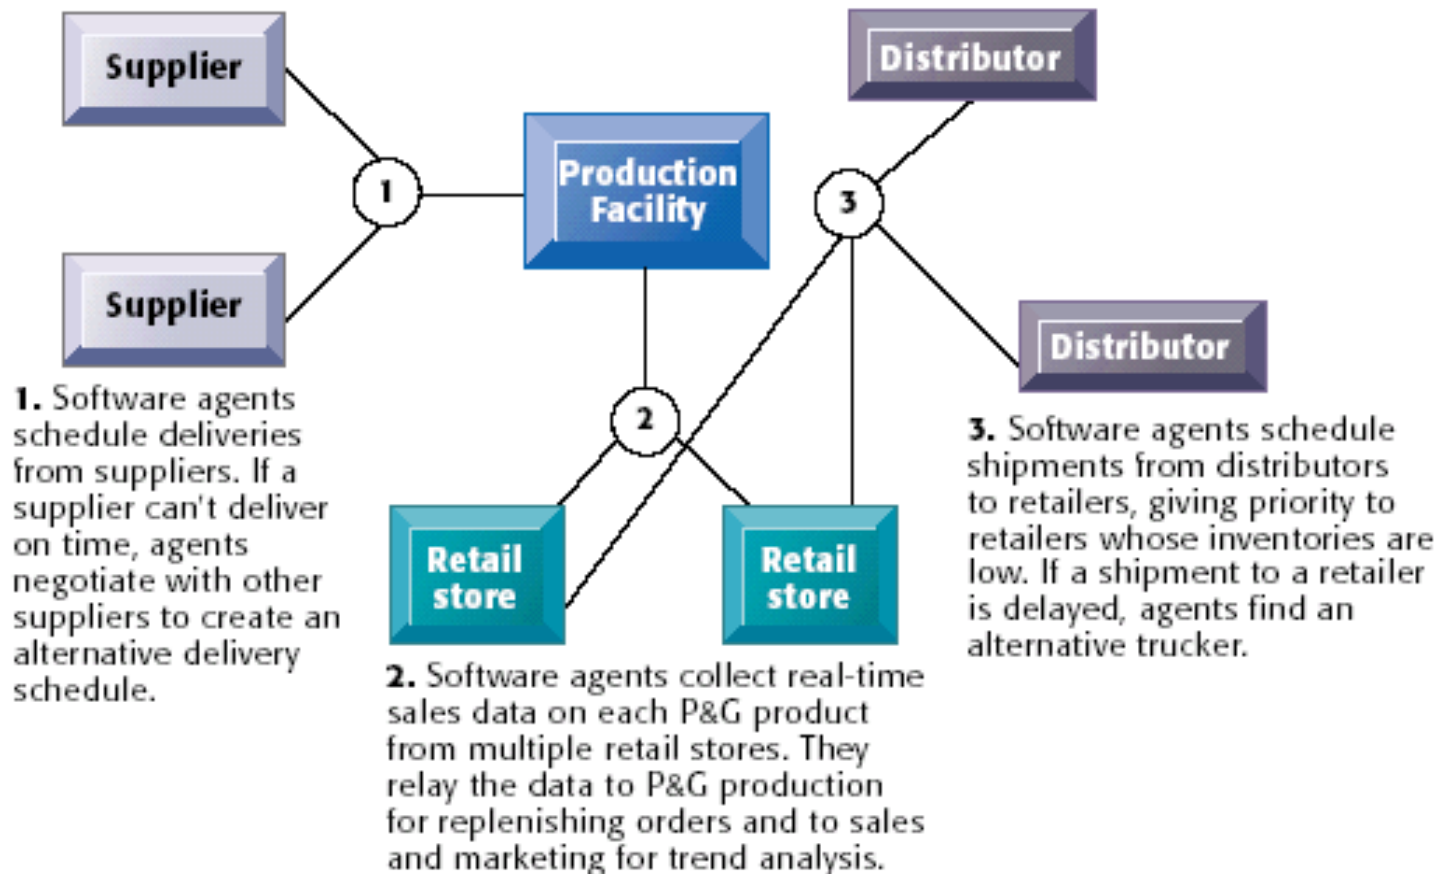 Supplier
Distributor
Production
Facility
1
3
Supplier
Distributor
2
Retail
store
Retail
store
1. Software agents
schedule deliveries
from suppliers. If a
supplier can't deliver
on time, agents
negotiate with other
suppliers to create an
alternative delivery
schedule.
2. Software agents collect real-time
sales data on each P&G product
from multiple retail stores. They
relay the data to P&G production
for replenishing orders and to sales
and marketing for trend analysis.
3. Software agents schedule
shipments from distributors
to retailers, giving priority to
retailers whose inventories are
low. If a shipment to a retailer
is delayed, agents find an
alternative trucker.